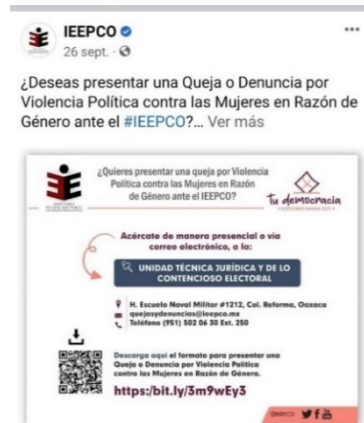 IEEPCO
26 sept. ·
¿Deseas presentar una Queja o Denuncia por
Violencia Política contra las Mujeres en Razón de
Género ante el #IEEPCO?... Ver más
¿Quieres presentar una queja por Violencia
Política contra las Mujeres en Razón
de Género ante el IEEPCO?
Tu democracia
Acércate de manera presencial o vía
correo electrónico, a la:
UNIDAD TÉCNICA JURÍDICA Y DE LO
CONTENCIOSO ELECTORAL
H. Escuela Naval Militar #1212, Col. Reforma, Oaxaca
quejasydenuncias@ieepco.mx
Teléfono (951) 502 06 30 Ext. 250
Descarga aquí el formato para presentar una
Queja o Denuncia por Violencia Política
contra las Mujeres en Razón de Género.
https:/bit.ly/3m9wEy3
@IEEPCO